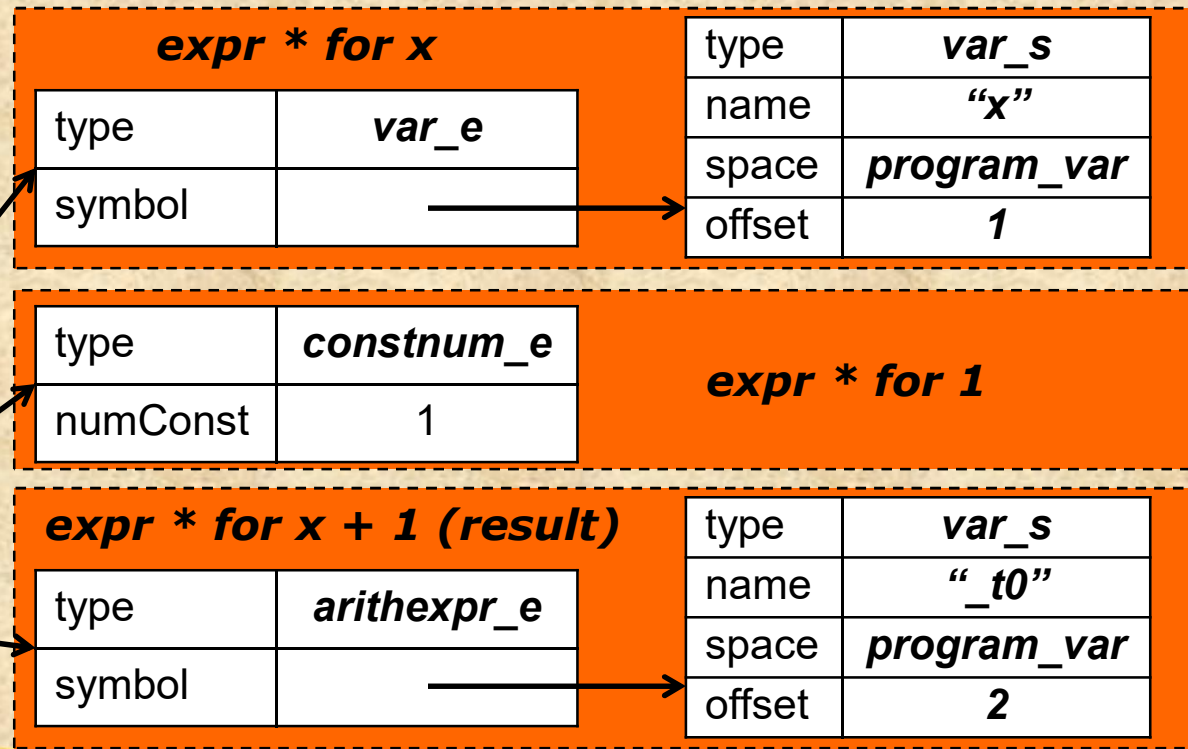 expr * for x
type var_e
symbol
type var_s
name “x”
space program_var
offset 1
type constnum_e
numConst 1
expr * for 1
expr * for x + 1 (result)
type arithexpr_e
symbol
type var_s
name “_t0”
space program_var
offset 2